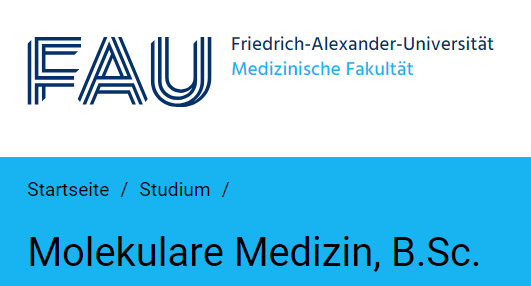 FAU
Friedrich-Alexander-Universität
Medizinische Fakultät
Startseite / Studium /
Molekulare Medizin, B.Sc.